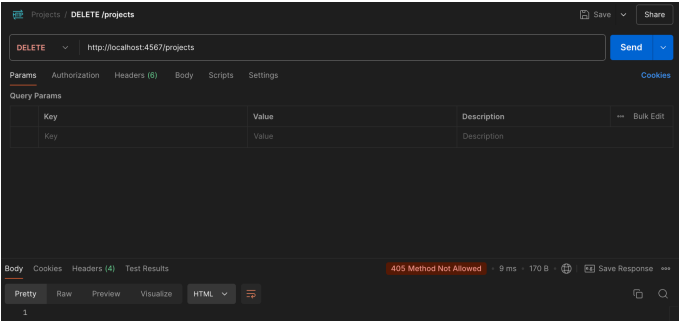 HTTP Projects / DELETE /projects Save Share
DELETE http://localhost:4567/projects Send
Params Authorization Headers (6) Body Scripts Settings Cookies
Query Params
Key Value Description ••• Bulk Edit
Key Value Description
Body Cookies Headers (4) Test Results 405 Method Not Allowed • 9 ms • 170 B • e.g. Save Response •••
Pretty Raw Preview Visualize HTML
1